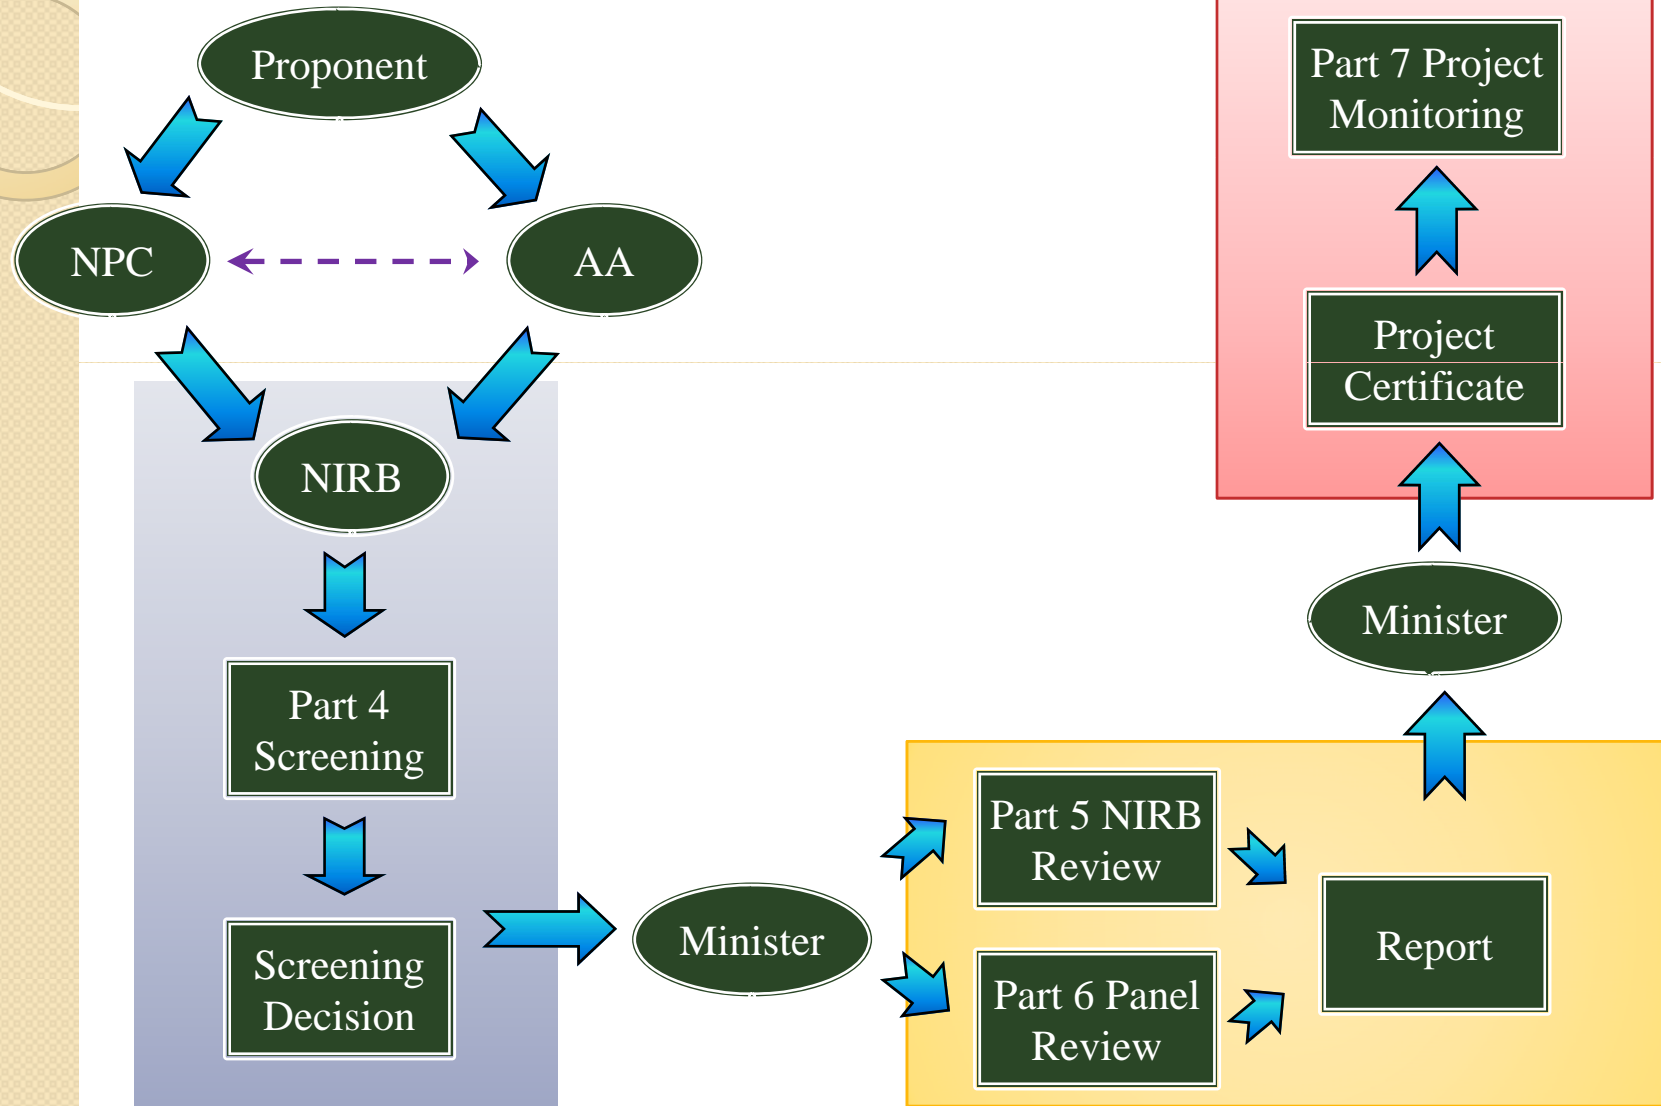 Proponent
NPC
AA
NIRB
Part 4
Screening
Screening
Decision
Minister
Part 5 NIRB
Review
Part 6 Panel
Review
Report
Minister
Project
Certificate
Part 7 Project
Monitoring